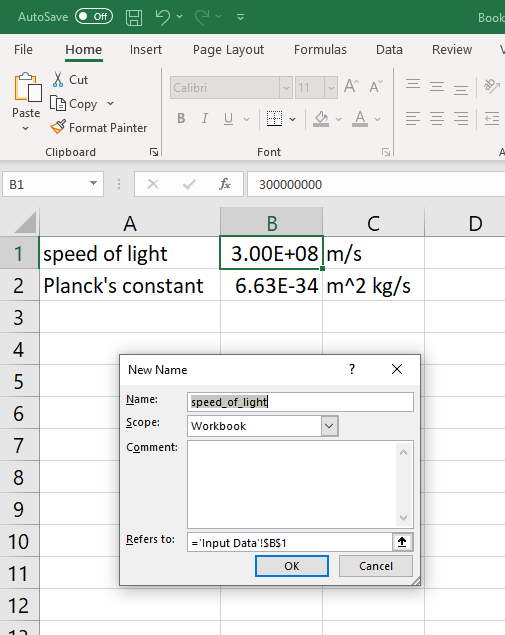 AutoSave Off Book
File Home Insert Page Layout Formulas Data Review
Paste
Cut
Copy
Format Painter
Calibri 11 A A
B I U A ab
Clipboard Font
B1 fx 300000000
A B C D
1 speed of light 3.00E+08 m/s
2 Planck's constant 6.63E-34 m^2 kg/s
3
4
5
6
7
8
9
10
11
12
New Name ?
Name: speed_of_light
Scope: Workbook
Comment:
Refers to: ='Input Data'!$B$1
OK Cancel